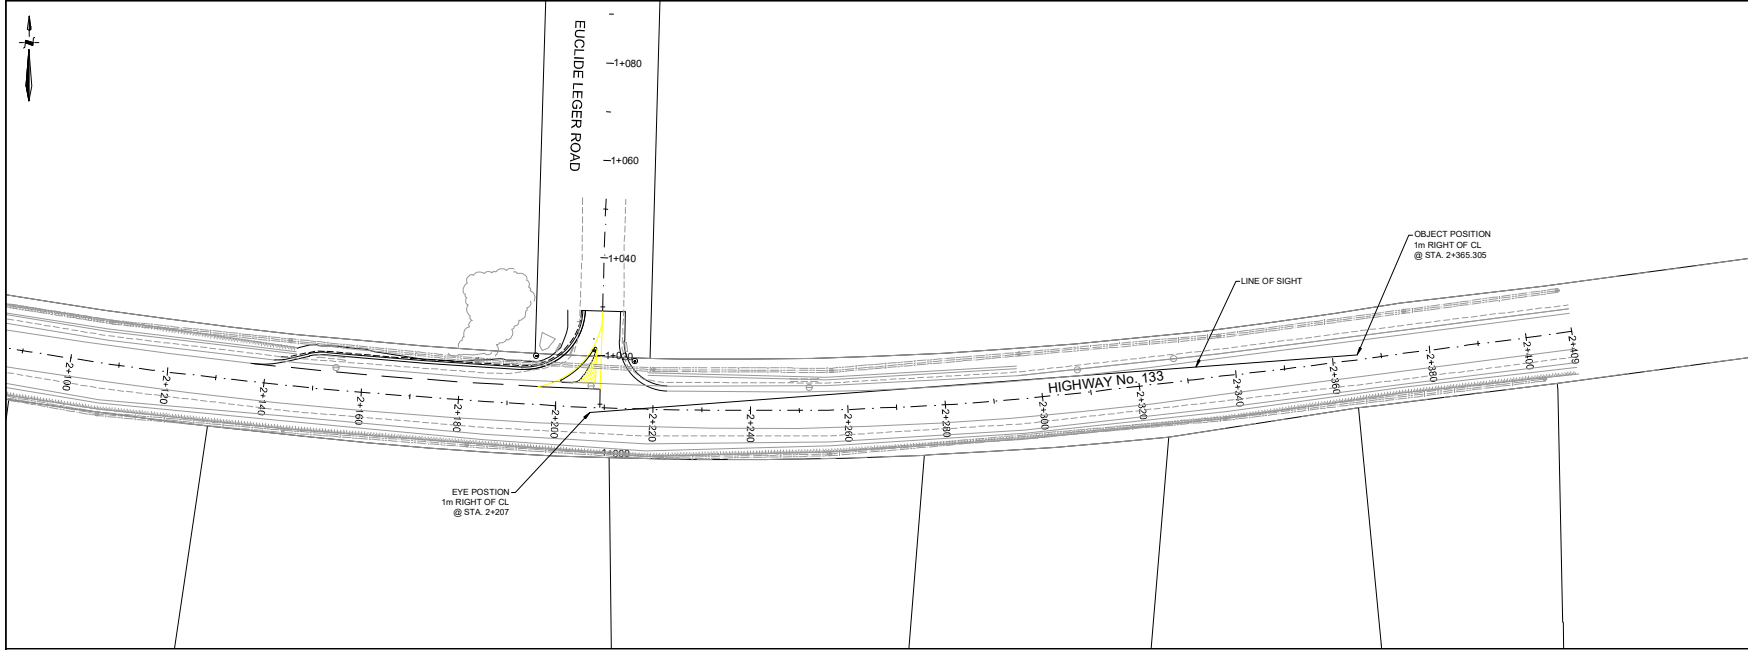 N
EUCLIDE LEGER ROAD
1+080
1+060
1+040
1+020
1+000
OBJECT POSITION
1m RIGHT OF CL
@ STA. 2+365.305
LINE OF SIGHT
HIGHWAY No. 133
2+100
2+120
2+140
2+160
2+180
2+200
2+220
2+240
2+260
2+280
2+300
2+320
2+340
2+360
2+380
2+400
2+409
EYE POSTION
1m RIGHT OF CL
@ STA. 2+207